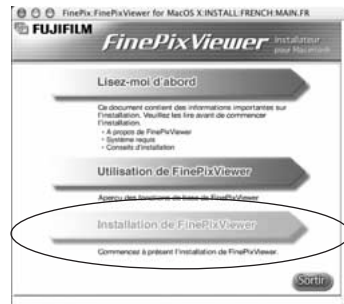 FinePix:FinePixViewer for MacOS X:INSTALL:FRENCH:MAIN.FR
FUJIFILM
FinePixViewer Installateur
pour Macintosh
Lisez-moi d'abord
Ce document contient des informations importantes sur
l'installation. Veuillez les lire avant de commencer
l'installation.
- A propos de FinePixViewer
- Système requis
- Conseils d'installation
Utilisation de FinePixViewer
Aperçu des fonctions de base de FinePixViewer
Installation de FinePixViewer
Commencez à présent l'installation de FinePixViewer.
Sortir